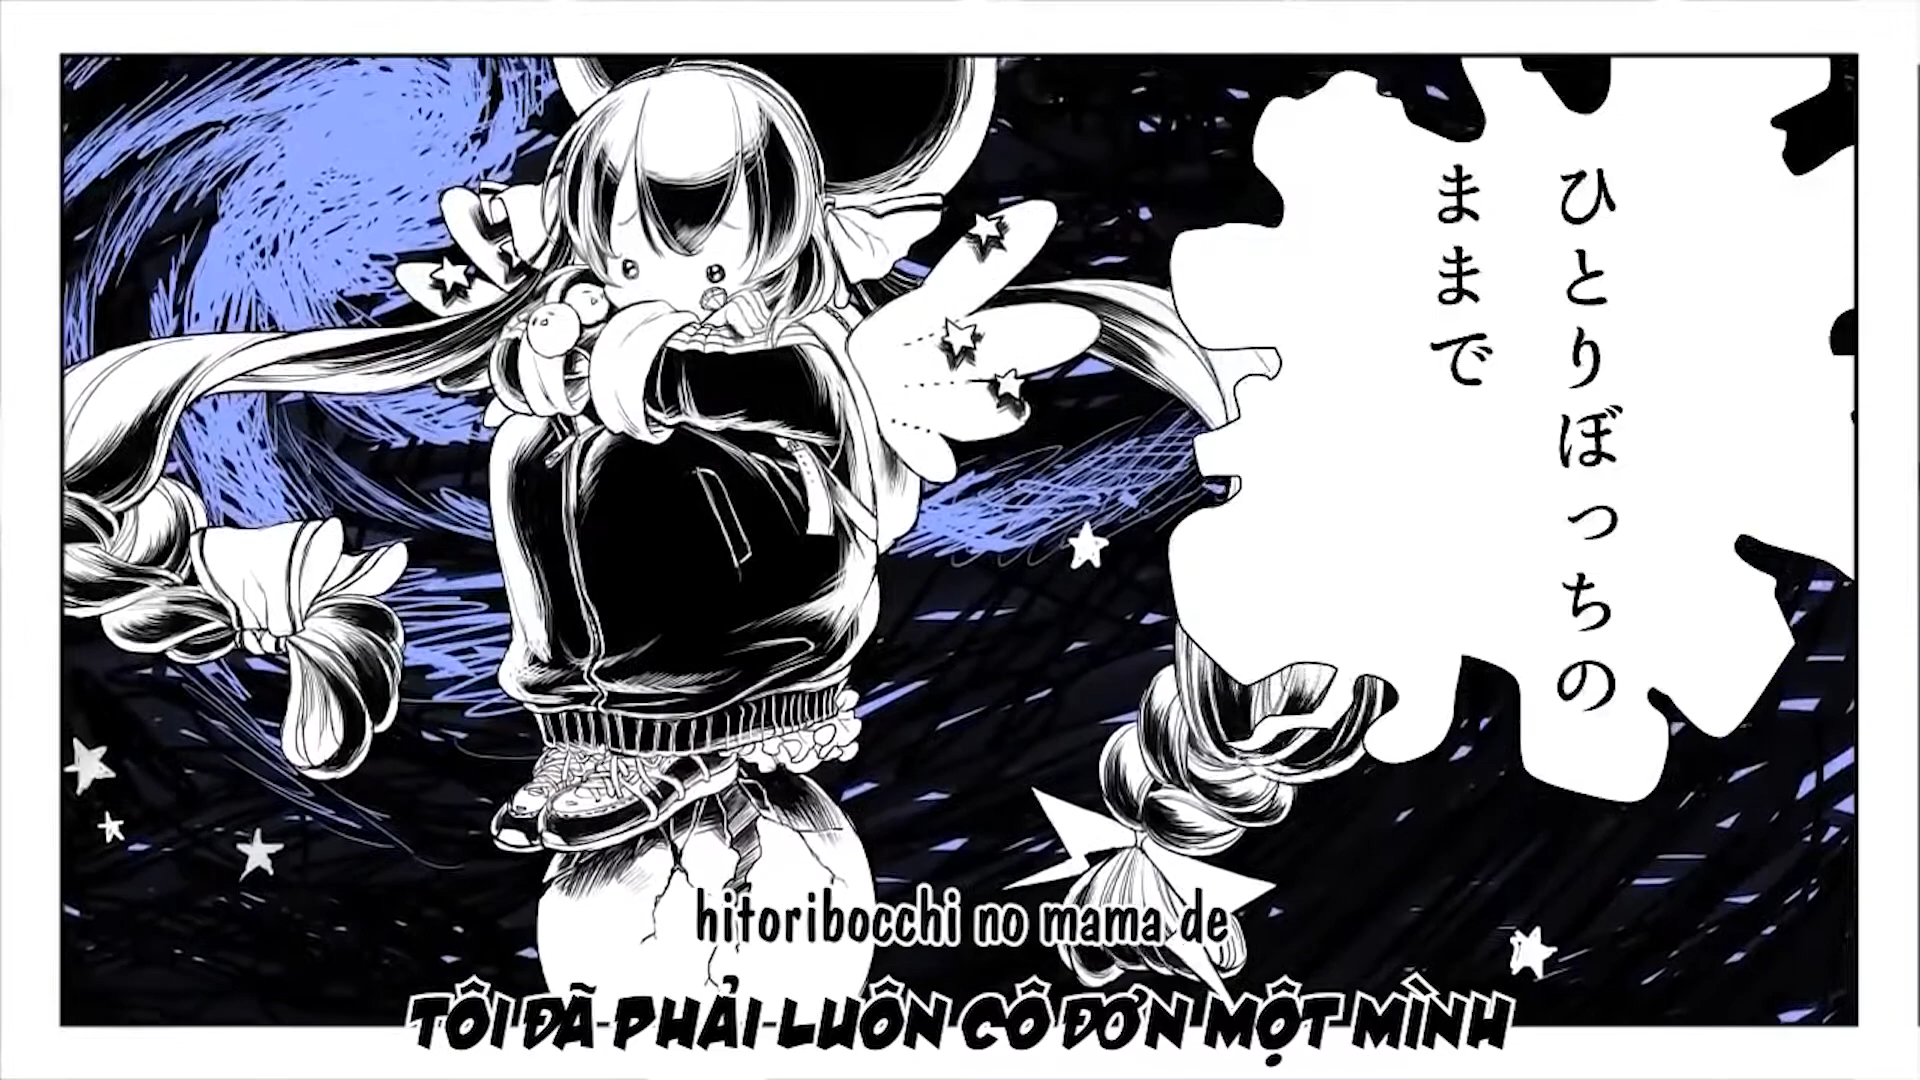 ひとりぼっちの
ままで
hitoribocchi no mama de
TÔI ĐÃ PHẢI LUÔN CÔ ĐƠN MỘT MÌNH